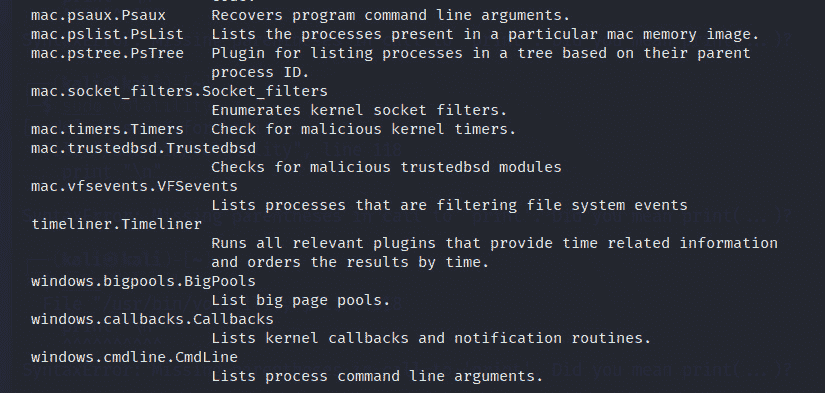 mac.psaux.Psaux Recovers program command line arguments.
mac.pslist.PsList Lists the processes present in a particular mac memory image.
mac.pstree.PsTree Plugin for listing processes in a tree based on their parent
process ID.
mac.socket_filters.Socket_filters
Enumerates kernel socket filters.
mac.timers.Timers Check for malicious kernel timers.
mac.trustedbsd.Trustedbsd
Checks for malicious trustedbsd modules
mac.vfsevents.VFSevents
Lists processes that are filtering file system events
timeliner.Timeliner
Runs all relevant plugins that provide time related information
and orders the results by time.
windows.bigpools.BigPools
List big page pools.
windows.callbacks.Callbacks
Lists kernel callbacks and notification routines.
windows.cmdline.CmdLine
Lists process command line arguments.